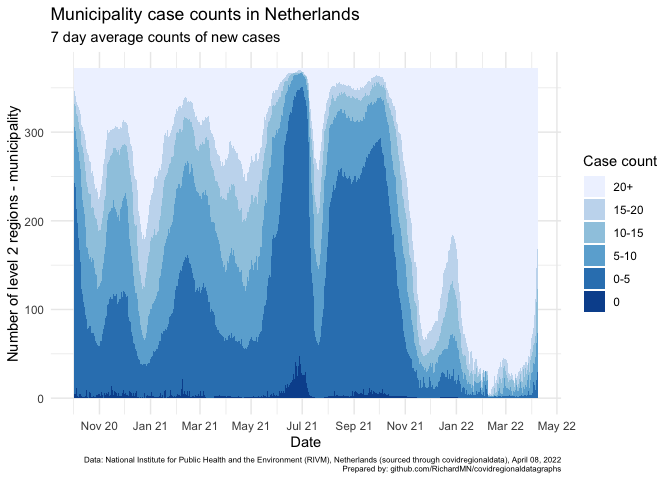 Municipality case counts in Netherlands
7 day average counts of new cases
Number of level 2 regions - municipality
300
200
100
0
Nov 20
Jan 21
Mar 21
May 21
Jul 21
Sep 21
Nov 21
Jan 22
Mar 22
May 22
Date
Case count
20+
15-20
10-15
5-10
0-5
0
Data: National Institute for Public Health and the Environment (RIVM), Netherlands (sourced through covidregionaldata), April 08, 2022
Prepared by: github.com/RichardMN/covidregionaldatagraphs